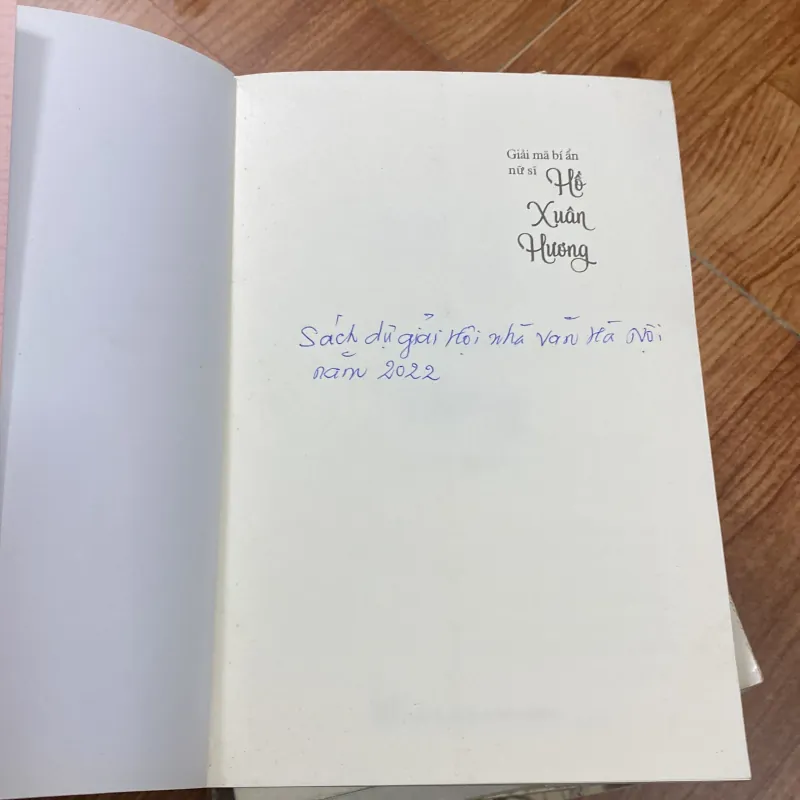 Giải mã bí ẩn
nữ sĩ Hồ
Xuân
Hương
Sách dự giải Hội nhà văn Hà Nội
năm 2022